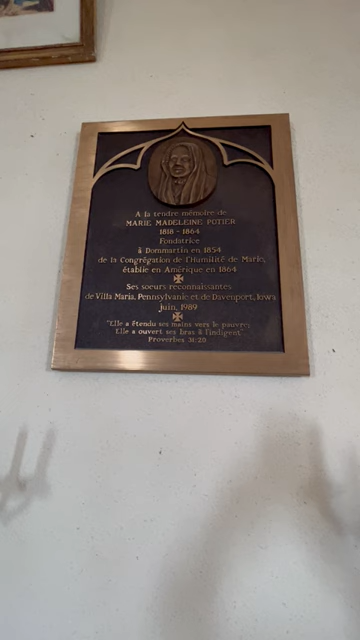 A la tendre mémoire de
MARIE MADELEINE POTIER
1818 - 1864
Fondatrice
à Dommartin en 1854
de la Congrégation de l'Humilité de Marie,
établie en Amérique en 1864
Ses soeurs reconnaissantes
de Villa Maria, Pennsylvanie et de Davenport, Iowa
juin, 1989
"Elle a étendu ses mains vers le pauvre;
Elle a ouvert ses bras à l'indigent"
Proverbes 31:20